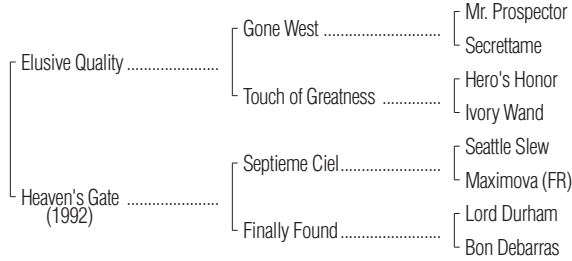 Mr. Prospector
Gone West ........................
Secrettame
Elusive Quality ...................
Hero's Honor
Touch of Greatness ............
Ivory Wand
Seattle Slew
Septieme Ciel.....................
Maximova (FR)
Heaven's Gate ...................
(1992)
Lord Durham
Finally Found.....................
Bon Debarras